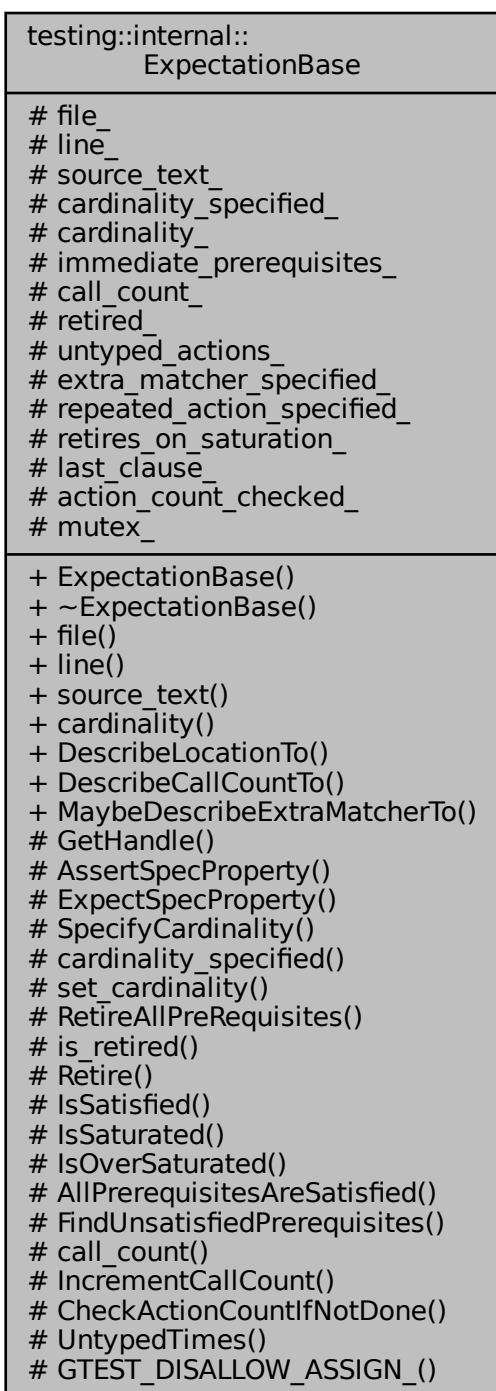 testing::internal::
ExpectationBase
# file_
# line_
# source_text_
# cardinality_specified_
# cardinality_
# immediate_prerequisites_
# call_count_
# retired_
# untyped_actions_
# extra_matcher_specified_
# repeated_action_specified_
# retires_on_saturation_
# last_clause_
# action_count_checked_
# mutex_
+ ExpectationBase()
+ ~ExpectationBase()
+ file()
+ line()
+ source_text()
+ cardinality()
+ DescribeLocationTo()
+ DescribeCallCountTo()
+ MaybeDescribeExtraMatcherTo()
# GetHandle()
# AssertSpecProperty()
# ExpectSpecProperty()
# SpecifyCardinality()
# cardinality_specified()
# set_cardinality()
# RetireAllPreRequisites()
# is_retired()
# Retire()
# IsSatisfied()
# IsSaturated()
# IsOverSaturated()
# AllPrerequisitesAreSatisfied()
# FindUnsatisfiedPrerequisites()
# call_count()
# IncrementCallCount()
# CheckActionCountIfNotDone()
# UntypedTimes()
# GTEST_DISALLOW_ASSIGN_()